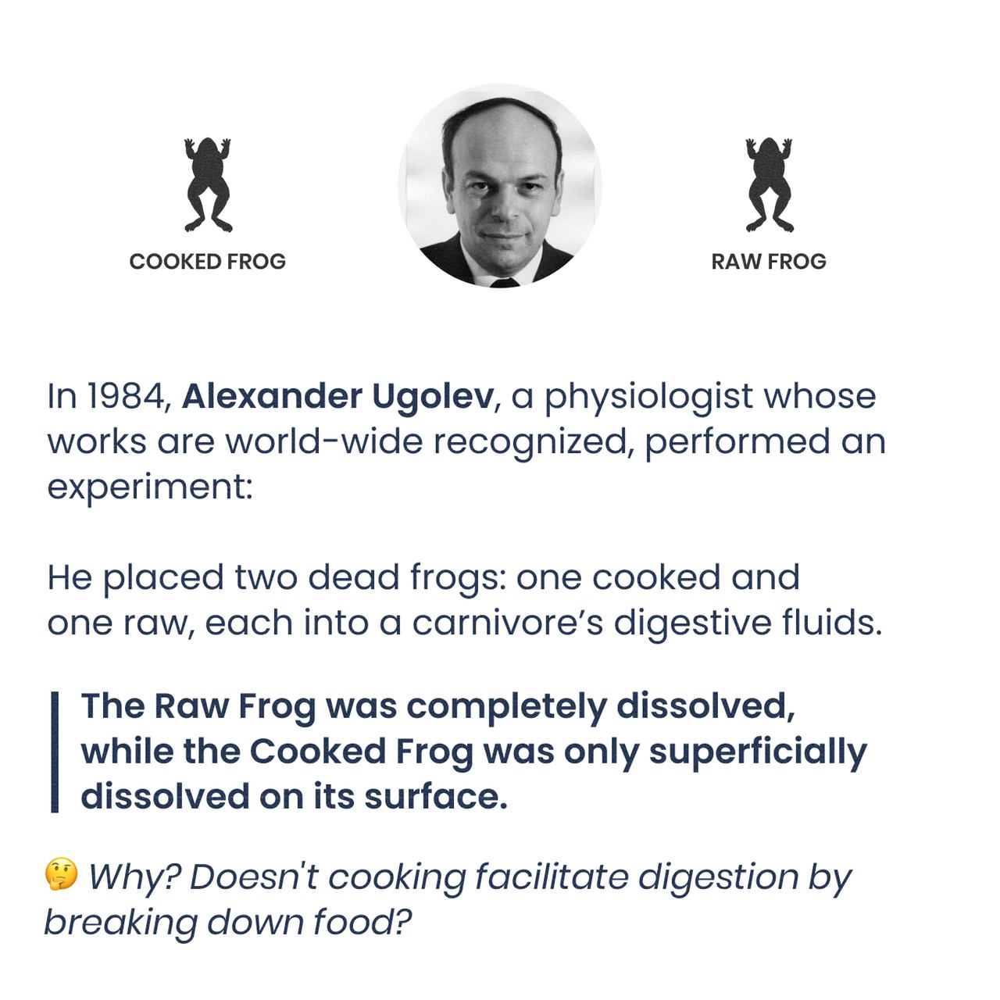 COOKED FROG
RAW FROG
In 1984, Alexander Ugolev, a physiologist whose
works are world-wide recognized, performed an
experiment:
He placed two dead frogs: one cooked and
one raw, each into a carnivore’s digestive fluids.
The Raw Frog was completely dissolved,
while the Cooked Frog was only superficially
dissolved on its surface.
🤔 Why? Doesn't cooking facilitate digestion by
breaking down food?